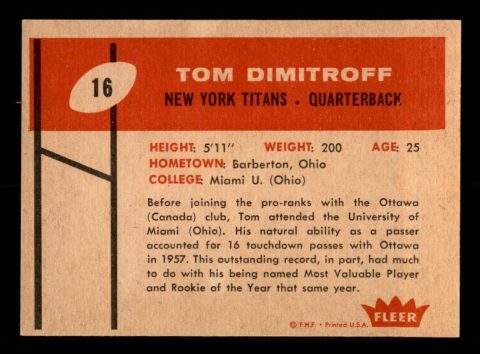 16
TOM DIMITROFF
NEW YORK TITANS • QUARTERBACK
HEIGHT: 5'11" WEIGHT: 200 AGE: 25
HOMETOWN: Barberton, Ohio
COLLEGE: Miami U. (Ohio)
Before joining the pro-ranks with the Ottawa
(Canada) club, Tom attended the University of
Miami (Ohio). His natural ability as a passer
accounted for 16 touchdown passes with Ottawa
in 1957. This outstanding record, in part, had much
to do with his being named Most Valuable Player
and Rookie of the Year that same year.
FLEER
© F.H.F. • Printed U.S.A.